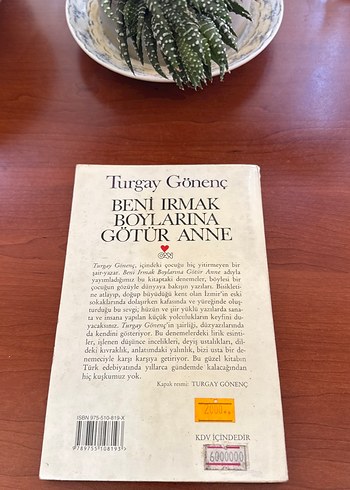 Turgay Gönenç
BENİ IRMAK
BOYLARINA
GÖTÜR ANNE
Turgay Gönenç, içindeki çocuğu hiç yitirmeyen bir
şair-yazar. Beni Irmak Boylarına Götür Anne adıyla
yayımladığımız bu kitaptaki denemeler, böylesi bir
çocuğun gözüyle dünyaya bakışın yazıları. Bisikleti-
ne atlayıp, doğup büyüdüğü kent olan İzmir'in eski
sokaklarında dolaşırken kafasında ve yüreğinde oluş-
turduğu bu sevgi; hüzün ve şiir yüklü yazılarda sana-
ta ve insana yapılan küçük yolculukların keyfini du-
yacaksınız. Turgay Gönenç'in şairliği, düzyazılarında
da kendini gösteriyor. Bu denemelerdeki lirik esinti-
ler, işlenen düşünce incelikleri, deyiş ustalıkları, dil-
deki kıvraklık, anlatımdaki yalınlık, bizi usta bir de-
nemeciyle karşı karşıya getiriyor. Bu güzel kitabın
Türk edebiyatında yıllarca gündemde kalacağından
hiç kuşkumuz yok.
Kapak resmi: TURGAY GÖNENÇ
ISBN 975-510-819-X
9789755108193
KDV İÇİNDEDİR
6000000